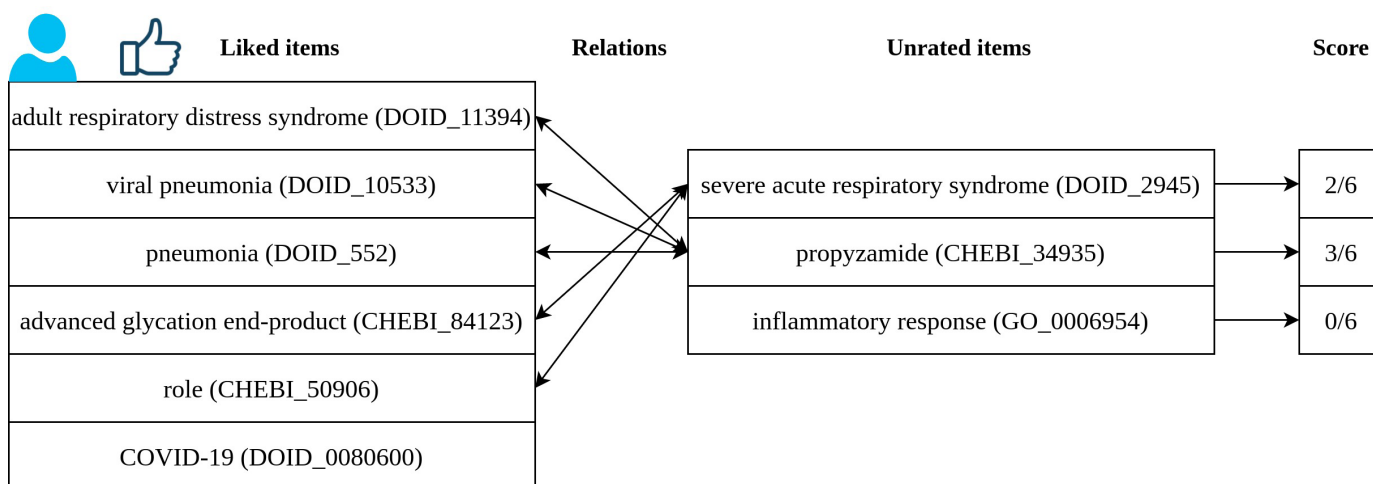 Liked items
Relations
Unrated items
Score
adult respiratory distress syndrome (DOID_11394)
viral pneumonia (DOID_10533)
severe acute respiratory syndrome (DOID_2945)
2/6
pneumonia (DOID_552)
propyzamide (CHEBI_34935)
3/6
advanced glycation end-product (CHEBI_84123)
inflammatory response (GO_0006954)
0/6
role (CHEBI_50906)
COVID-19 (DOID_0080600)